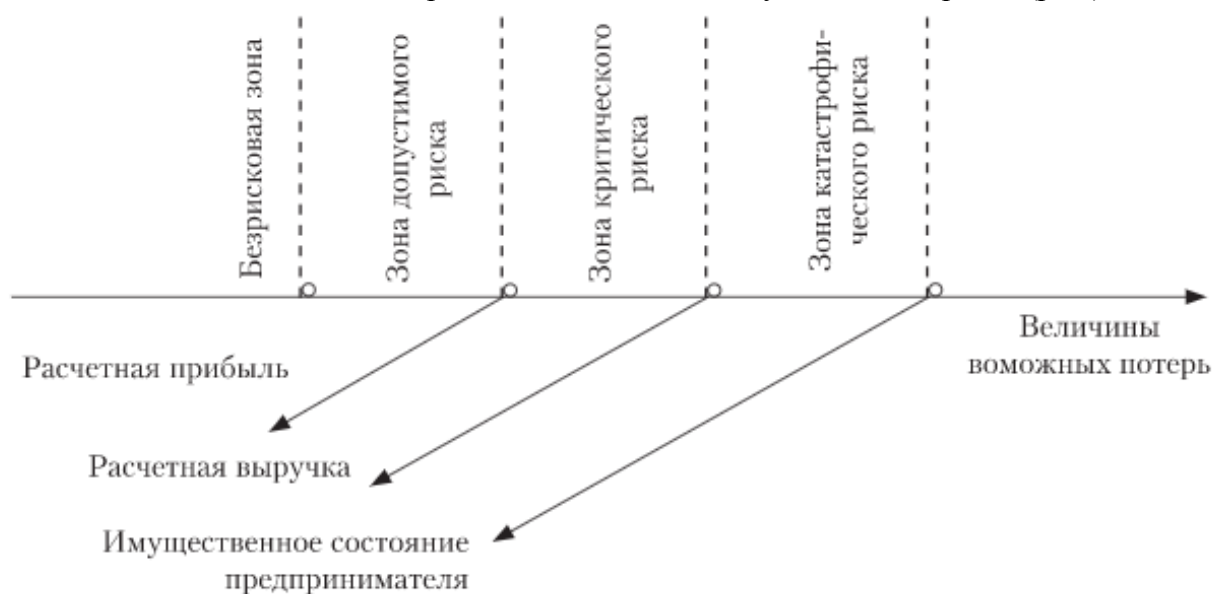 Безрисковая зона
Зона допустимого
риска
Зона критического
риска
Зона катастрофи-
ческого риска
Величины
воможных потерь
Расчетная прибыль
Расчетная выручка
Имущественное состояние
предпринимателя